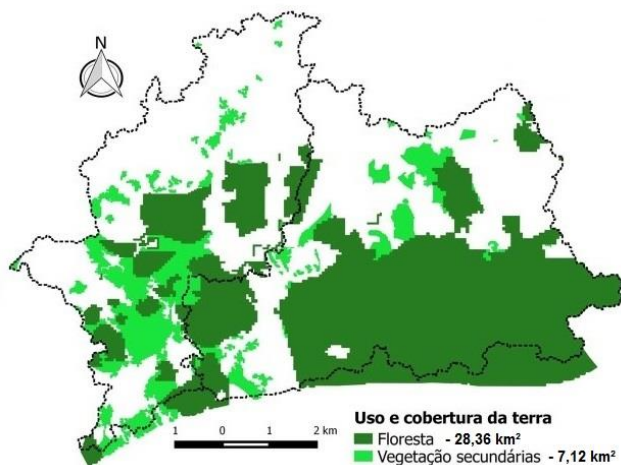 N
Uso e cobertura da terra
Floresta - 28,36 km²
Vegetação secundárias - 7,12 km²
1 0 1 2 km